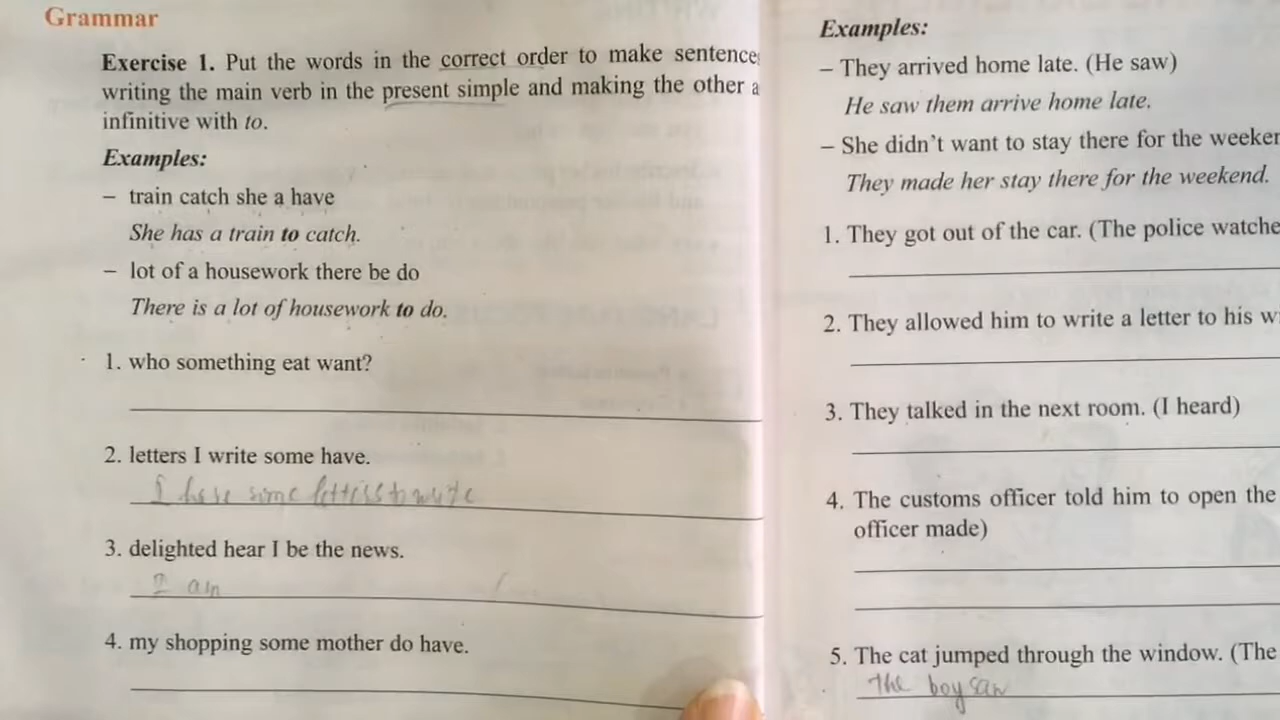 Grammar
Exercise 1. Put the words in the correct order to make sentence
writing the main verb in the present simple and making the other a
infinitive with to.
Examples:
– train catch she a have
She has a train to catch.
– lot of a housework there be do
There is a lot of housework to do.
1. who something eat want?
2. letters I write some have.
I have some letters to write
3. delighted hear I be the news.
I am
4. my shopping some mother do have.
Examples:
– They arrived home late. (He saw)
He saw them arrive home late.
– She didn't want to stay there for the weeken
They made her stay there for the weekend.
1. They got out of the car. (The police watche
2. They allowed him to write a letter to his w
3. They talked in the next room. (I heard)
4. The customs officer told him to open the
officer made)
5. The cat jumped through the window. (The
the boy saw